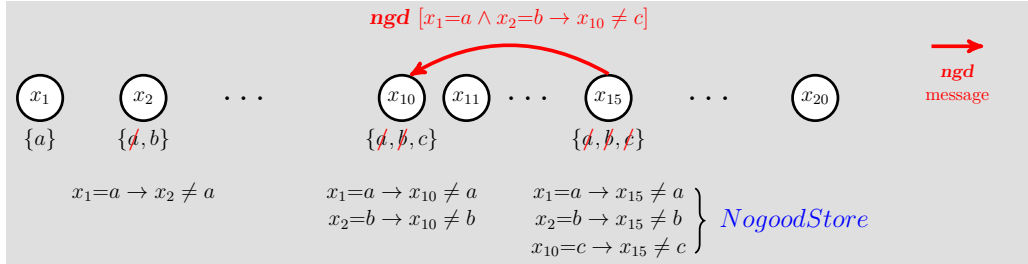 ngd [x₁=a ∧ x₂=b → x₁₀ ≠ c]
x₁ x₂ · · · x₁₀ x₁₁ · · · x₁₅ · · · x₂₀
ngd
message
{a} {a, b} {a, b, c} {a, b, c}
x₁=a → x₂ ≠ a x₁=a → x₁₀ ≠ a x₁=a → x₁₅ ≠ a
x₂=b → x₁₀ ≠ b x₂=b → x₁₅ ≠ b NogoodStore
x₁₀=c → x₁₅ ≠ c